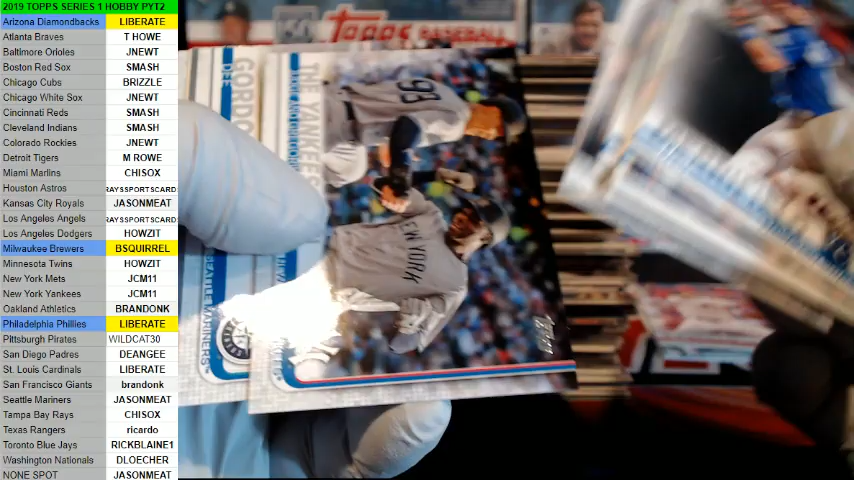 2019 TOPPS SERIES 1 HOBBY PYT2
Arizona Diamondbacks LIBERATE
Atlanta Braves T HOWE
Baltimore Orioles JNEWT
Boston Red Sox SMASH
Chicago Cubs BRIZZLE
Chicago White Sox JNEWT
Cincinnati Reds SMASH
Cleveland Indians SMASH
Colorado Rockies JNEWT
Detroit Tigers M ROWE
Miami Marlins CHISOX
Houston Astros RAYSSPORTSCARD
Kansas City Royals JASONMEAT
Los Angeles Angels RAYSSPORTSCARD
Los Angeles Dodgers HOWZIT
Milwaukee Brewers BSQUIRREL
Minnesota Twins HOWZIT
New York Mets JCM11
New York Yankees JCM11
Oakland Athletics BRANDONK
Philadelphia Phillies LIBERATE
Pittsburgh Pirates WILDCAT30
San Diego Padres DEANGEE
St. Louis Cardinals LIBERATE
San Francisco Giants brandonk
Seattle Mariners JASONMEAT
Tampa Bay Rays CHISOX
Texas Rangers ricardo
Toronto Blue Jays RICKBLAINE1
Washington Nationals DLOECHER
NONE SPOT JASONMEAT
Topps BASEBALL
DEE
GORDO
SEATTLE MARINERS
THE YANKEES
99
NEW YORK